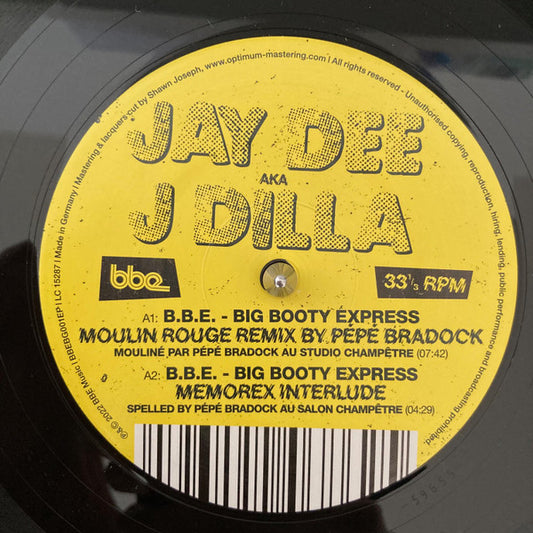 ℗&© 2022 BBE Music | BBEBG001EP | LC 15287 | Made in Germany | Mastering & lacquers cut by Shawn Joseph, www.optimum-mastering.com | All rights reserved - Unauthorised copying, reproduction, hiring, lending, public performance and broadcasting prohibited.
JAY DEE
AKA
J DILLA
bbe
33⅓ RPM
A1: B.B.E. - BIG BOOTY EXPRESS
MOULIN ROUGE REMIX BY PÉPÉ BRADOCK
MOULINÉ PAR PÉPÉ BRADOCK AU STUDIO CHAMPÊTRE (07:42)
A2: B.B.E. - BIG BOOTY EXPRESS
MEMOREX INTERLUDE
SPELLED BY PÉPÉ BRADOCK AU SALON CHAMPÊTRE (04:29)